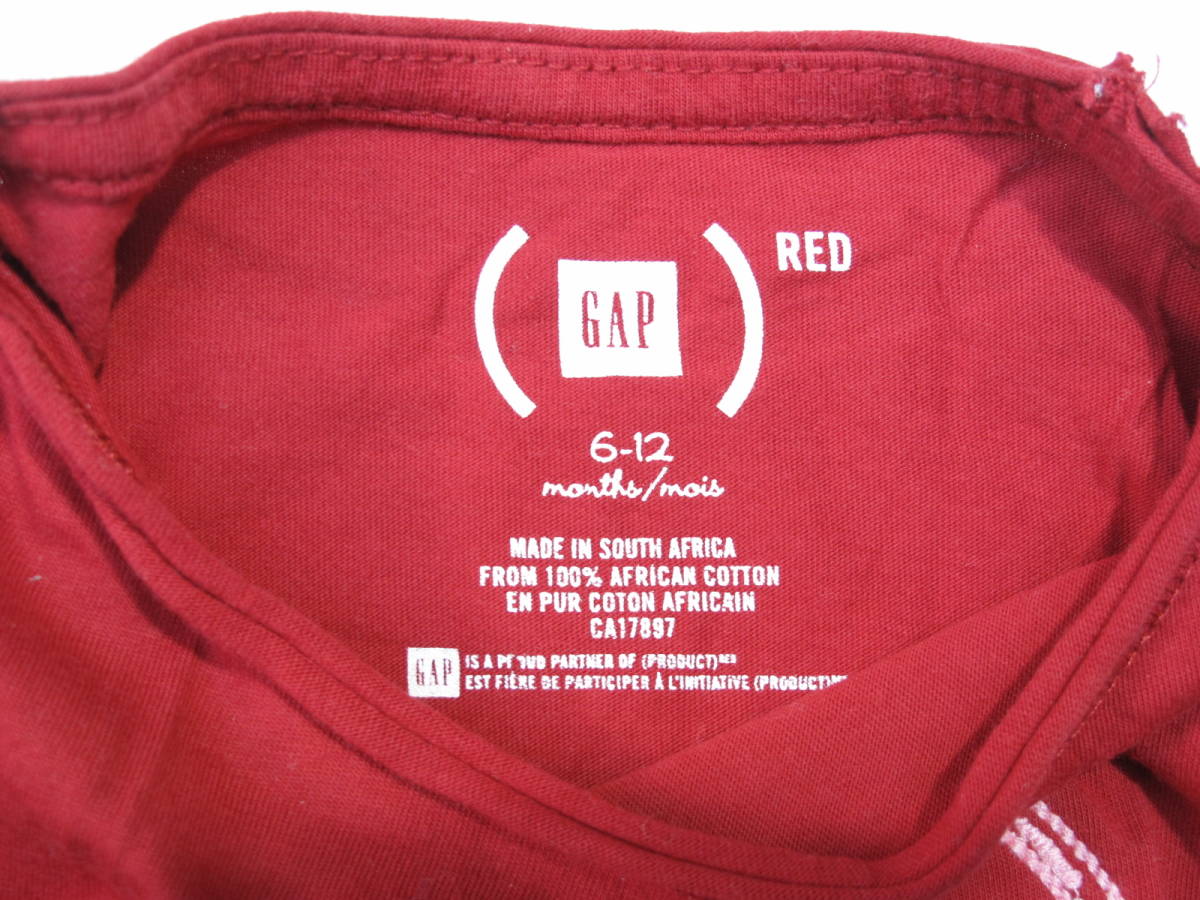 (GAP) RED
6-12
months/mois
MADE IN SOUTH AFRICA
FROM 100% AFRICAN COTTON
EN PUR COTON AFRICAIN
CA17897
GAP
IS A PROUD PARTNER OF (PRODUCT)RED
EST FIÈRE DE PARTICIPER À L'INITIATIVE (PRODUCT)